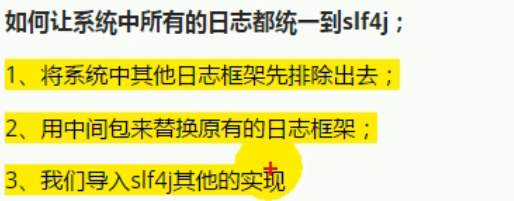 如何让系统中所有的日志都统一到slf4j；
1、将系统中其他日志框架先排除出去；
2、用中间包来替换原有的日志框架；
3、我们导入slf4j其他的实现